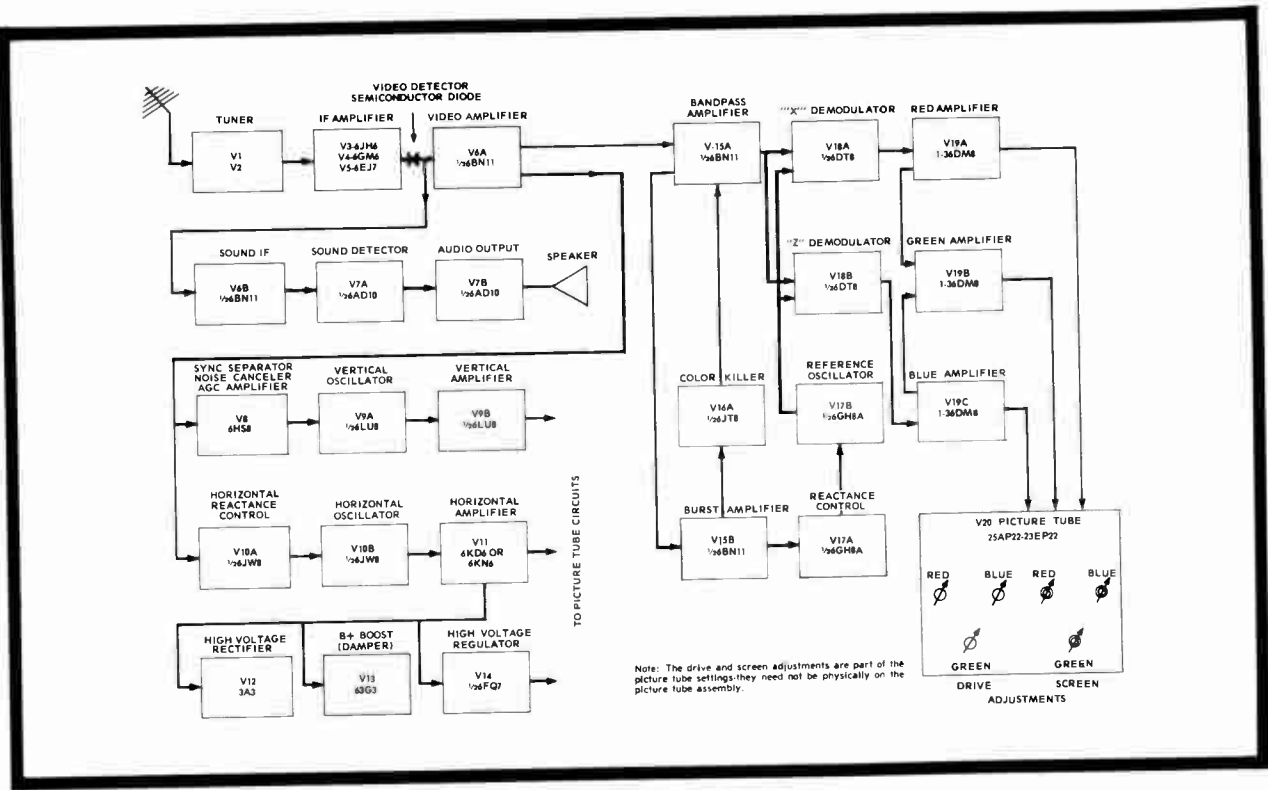 TUNER
V1
V2
IF AMPLIFIER
V3-6JH6
V4-6GM6
V5-6EJ7
VIDEO DETECTOR
SEMICONDUCTOR DIODE
VIDEO AMPLIFIER
V6A
½6BN11
SOUND IF
V6B
½6BN11
SOUND DETECTOR
V7A
½6AD10
AUDIO OUTPUT
V7B
½6AD10
SPEAKER
SYNC SEPARATOR
NOISE CANCELER
AGC AMPLIFIER
V8
6HS8
VERTICAL
OSCILLATOR
V9A
½6LU8
VERTICAL
AMPLIFIER
V9B
½6LU8
HORIZONTAL
REACTANCE
CONTROL
V10A
½6JW8
HORIZONTAL
OSCILLATOR
V10B
½6JW8
HORIZONTAL
AMPLIFIER
V11
6KD6 OR
6KN6
HIGH VOLTAGE
RECTIFIER
V12
3A3
B+ BOOST
(DAMPER)
V13
63G3
HIGH VOLTAGE
REGULATOR
V14
½6FQ7
TO PICTURE TUBE CIRCUITS
BANDPASS
AMPLIFIER
V-15A
½6BN11
"X" DEMODULATOR
V18A
½6DT8
RED AMPLIFIER
V19A
1-36DM8
"Z" DEMODULATOR
V18B
½6DT8
GREEN AMPLIFIER
V19B
1-36DM8
COLOR KILLER
V16A
½6JT8
REFERENCE
OSCILLATOR
V17B
½6GH8A
BLUE AMPLIFIER
V19C
1-36DM8
BURST AMPLIFIER
V15B
½6BN11
REACTANCE
CONTROL
V17A
½6GH8A
V20 PICTURE TUBE
25AP22-23EP22
RED BLUE RED BLUE
GREEN GREEN
DRIVE SCREEN
ADJUSTMENTS
Note: The drive and screen adjustments are part of the
picture tube settings-they need not be physically on the
picture tube assembly.